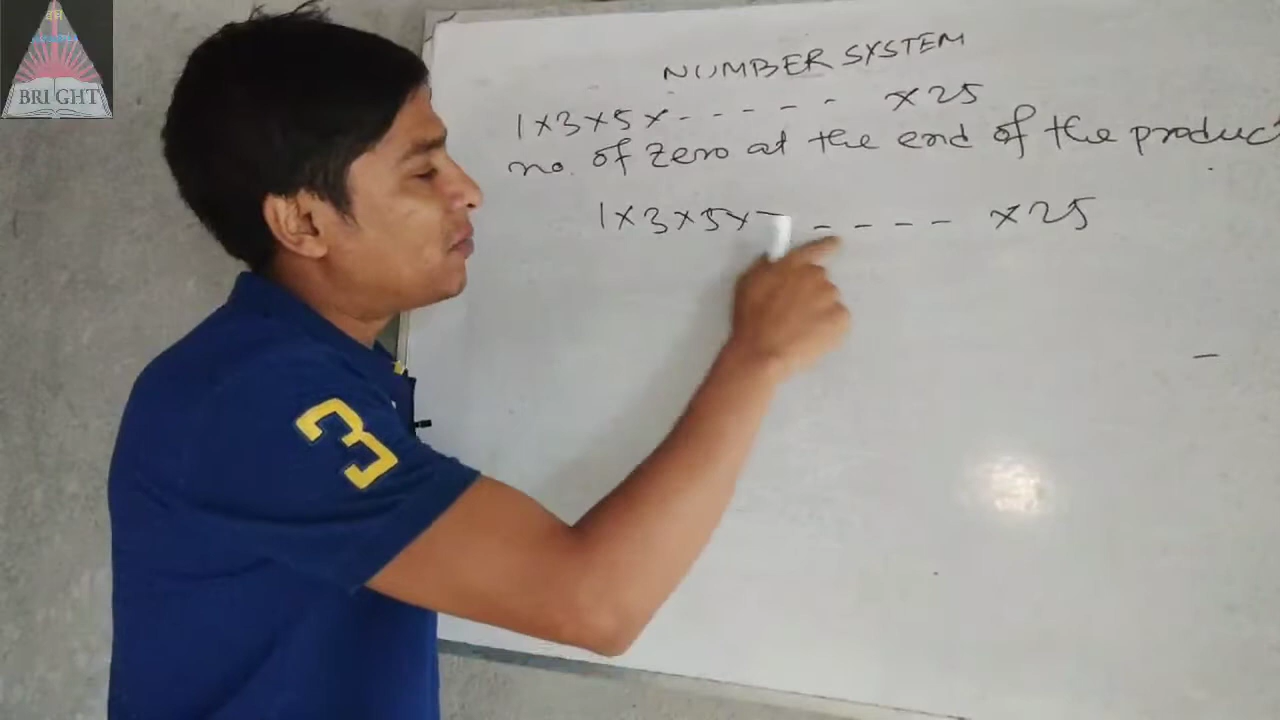 BRIGHT
NUMBER SYSTEM
1×3×5×------ ×25
no. of zero at the end of the produc
1×3×5×----- ×25
3